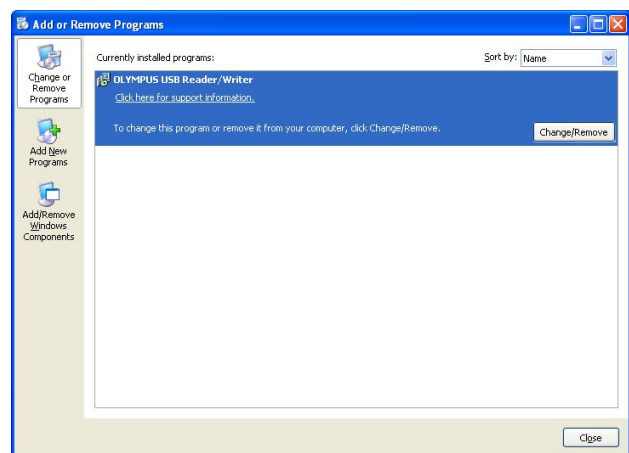 Add or Remove Programs
Change or
Remove
Programs
Add New
Programs
Add/Remove
Windows
Components
Currently installed programs:
Sort by: Name
OLYMPUS USB Reader/Writer
Click here for support information.
To change this program or remove it from your computer, click Change/Remove.
Change/Remove
Close